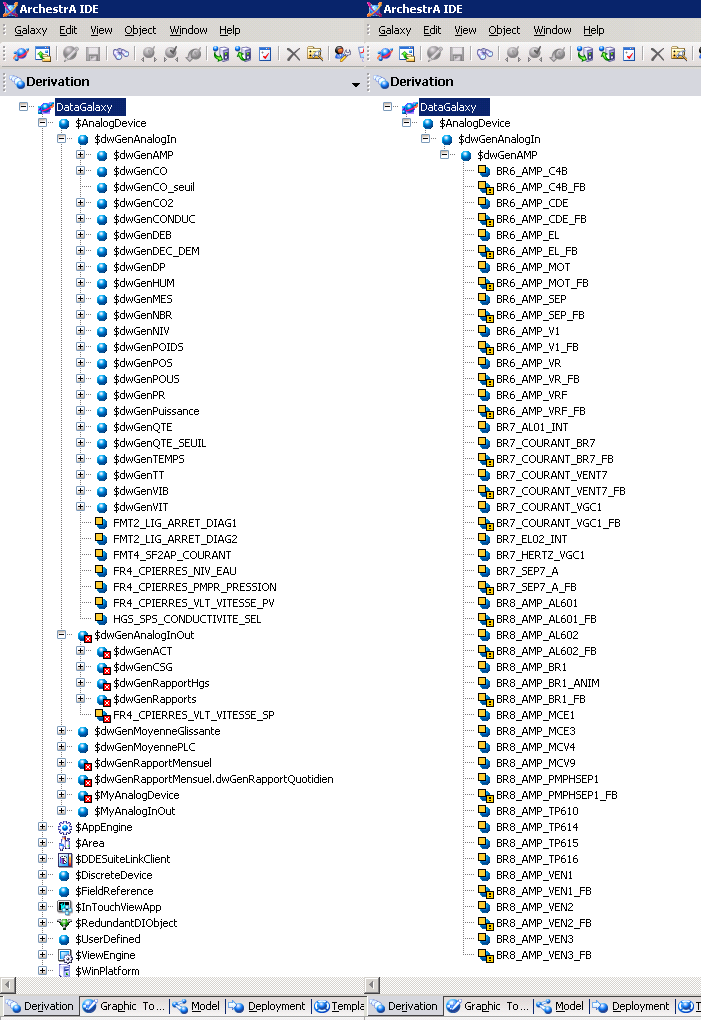 ArchestrA IDE
Galaxy Edit View Object Window Help
Derivation
DataGalaxy
$AnalogDevice
$dwGenAnalogIn
$dwGenAMP
$dwGenCO
$dwGenCO_seuil
$dwGenCO2
$dwGenCONDUC
$dwGenDEB
$dwGenDEC_DEM
$dwGenDP
$dwGenHUM
$dwGenMES
$dwGenNBR
$dwGenNIV
$dwGenPOIDS
$dwGenPOS
$dwGenPOUS
$dwGenPR
$dwGenPuissance
$dwGenQTE
$dwGenQTE_SEUIL
$dwGenTEMPS
$dwGenTT
$dwGenVIB
$dwGenVIT
FMT2_LIG_ARRET_DIAG1
FMT2_LIG_ARRET_DIAG2
FMT4_SF2AP_COURANT
FR4_CPIERRES_NIV_EAU
FR4_CPIERRES_PMPR_PRESSION
FR4_CPIERRES_VLT_VITESSE_PV
HGS_SPS_CONDUCTIVITE_SEL
$dwGenAnalogInOut
$dwGenACT
$dwGenCSG
$dwGenRapportHgs
$dwGenRapports
FR4_CPIERRES_VLT_VITESSE_SP
$dwGenMoyenneGlissante
$dwGenMoyennePLC
$dwGenRapportMensuel
$dwGenRapportMensuel.dwGenRapportQuotidien
$MyAnalogDevice
$MyAnalogInOut
$AppEngine
$Area
$DDESuiteLinkClient
$DiscreteDevice
$FieldReference
$InTouchViewApp
$RedundantDIObject
$UserDefined
$ViewEngine
$WinPlatform
Derivation Graphic To... Model Deployment Templa
ArchestrA IDE
Galaxy Edit View Object Window Help
Derivation
DataGalaxy
$AnalogDevice
$dwGenAnalogIn
$dwGenAMP
BR6_AMP_C4B
BR6_AMP_C4B_FB
BR6_AMP_CDE
BR6_AMP_CDE_FB
BR6_AMP_EL
BR6_AMP_EL_FB
BR6_AMP_MOT
BR6_AMP_MOT_FB
BR6_AMP_SEP
BR6_AMP_SEP_FB
BR6_AMP_V1
BR6_AMP_V1_FB
BR6_AMP_VR
BR6_AMP_VR_FB
BR6_AMP_VRF
BR6_AMP_VRF_FB
BR7_AL01_INT
BR7_COURANT_BR7
BR7_COURANT_BR7_FB
BR7_COURANT_VENT7
BR7_COURANT_VENT7_FB
BR7_COURANT_VGC1
BR7_COURANT_VGC1_FB
BR7_EL02_INT
BR7_HERTZ_VGC1
BR7_SEP7_A
BR7_SEP7_A_FB
BR8_AMP_AL601
BR8_AMP_AL601_FB
BR8_AMP_AL602
BR8_AMP_AL602_FB
BR8_AMP_BR1
BR8_AMP_BR1_ANIM
BR8_AMP_BR1_FB
BR8_AMP_MCE1
BR8_AMP_MCE3
BR8_AMP_MCV4
BR8_AMP_MCV9
BR8_AMP_PMPHSEP1
BR8_AMP_PMPHSEP1_FB
BR8_AMP_TP610
BR8_AMP_TP614
BR8_AMP_TP615
BR8_AMP_TP616
BR8_AMP_VEN1
BR8_AMP_VEN1_FB
BR8_AMP_VEN2
BR8_AMP_VEN2_FB
BR8_AMP_VEN3
BR8_AMP_VEN3_FB
Derivation Graphic To... Model Deployment T